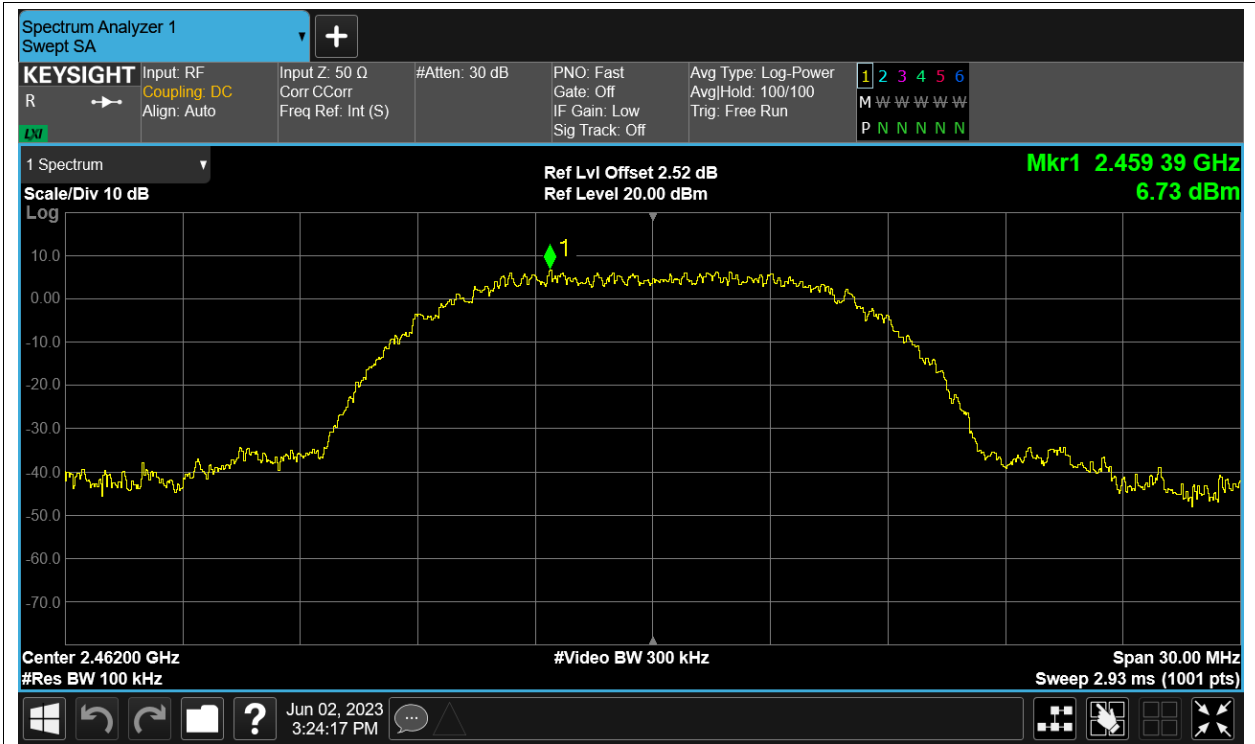 Spectrum Analyzer 1
Swept SA
+
KEYSIGHT
R
LXI
Input: RF
Coupling: DC
Align: Auto
Input Z: 50 Ω
Corr CCorr
Freq Ref: Int (S)
#Atten: 30 dB
PNO: Fast
Gate: Off
IF Gain: Low
Sig Track: Off
Avg Type: Log-Power
Avg|Hold: 100/100
Trig: Free Run
1 2 3 4 5 6
M W W W W W
P N N N N N
1 Spectrum
Scale/Div 10 dB
Log
Ref Lvl Offset 2.52 dB
Ref Level 20.00 dBm
Mkr1 2.459 39 GHz
6.73 dBm
1
10.0
0.00
-10.0
-20.0
-30.0
-40.0
-50.0
-60.0
-70.0
Center 2.46200 GHz
#Res BW 100 kHz
#Video BW 300 kHz
Span 30.00 MHz
Sweep 2.93 ms (1001 pts)
?
Jun 02, 2023
3:24:17 PM